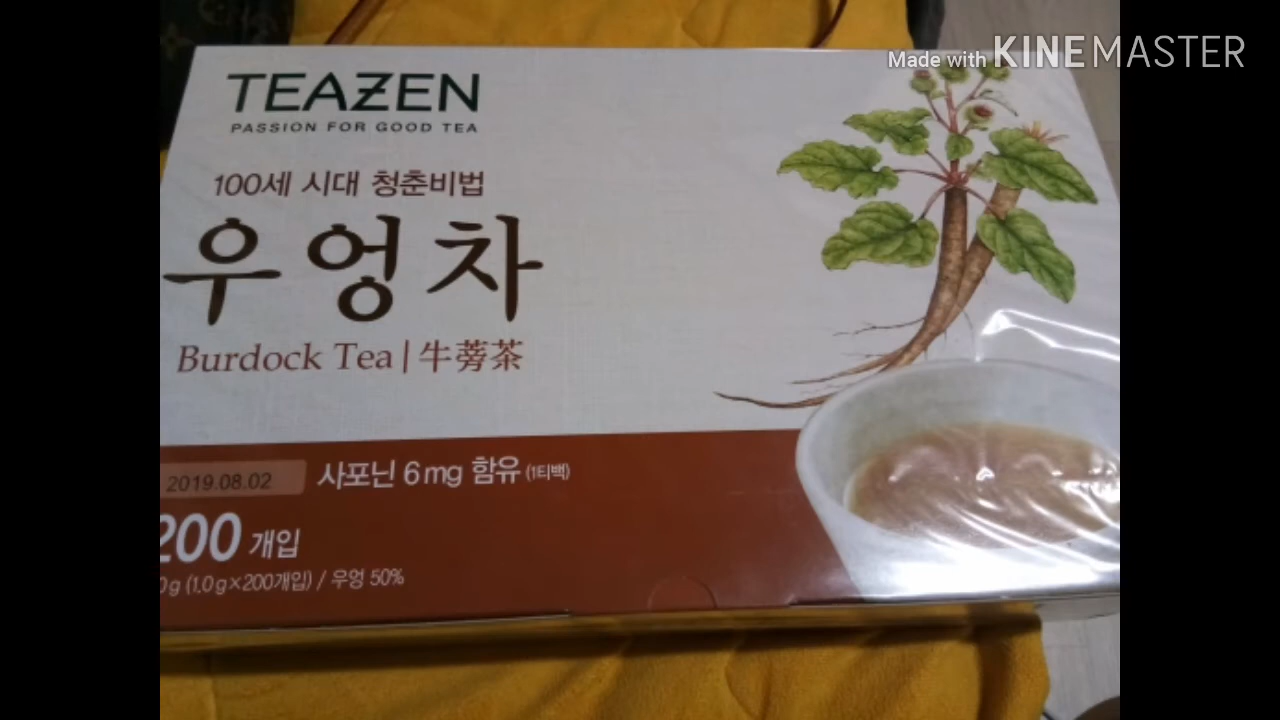 Made with KINEMASTER
TEAZEN
PASSION FOR GOOD TEA
100세 시대 청춘비법
우엉차
Burdock Tea | 牛蒡茶
2019.08.02
사포닌 6mg 함유 (1티백)
200 개입
0g (1.0g×200개입) / 우엉 50%